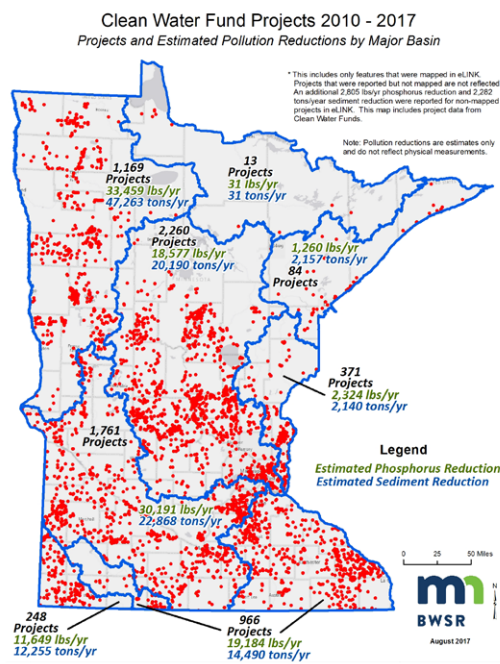 Clean Water Fund Projects 2010 - 2017
Projects and Estimated Pollution Reductions by Major Basin
* This includes only features that were mapped in eLINK.
Projects that were reported but not mapped are not reflected
An additional 2,805 lbs/yr phosphorus reduction and 2,282
tons/year sediment reduction were reported for non-mapped
projects in eLINK. This map includes project data from
Clean Water Funds.
Note: Pollution reductions are estimates only
and do not reflect physical measurements.
1,169
Projects
33,459 lbs/yr
47,263 tons/yr
13
Projects
31 lbs/yr
31 tons/yr
2,260
Projects
18,577 lbs/yr
20,190 tons/yr
1,260 lbs/yr
2,157 tons/yr
84
Projects
371
Projects
2,324 lbs/yr
2,140 tons/yr
1,761
Projects
30,191 lbs/yr
22,868 tons/yr
Legend
Estimated Phosphorus Reduction
Estimated Sediment Reduction
0 25 50 Miles
BWSR
N
August 2017
248
Projects
11,649 lbs/yr
12,255 tons/yr
966
Projects
19,184 lbs/yr
14,490 tons/yr